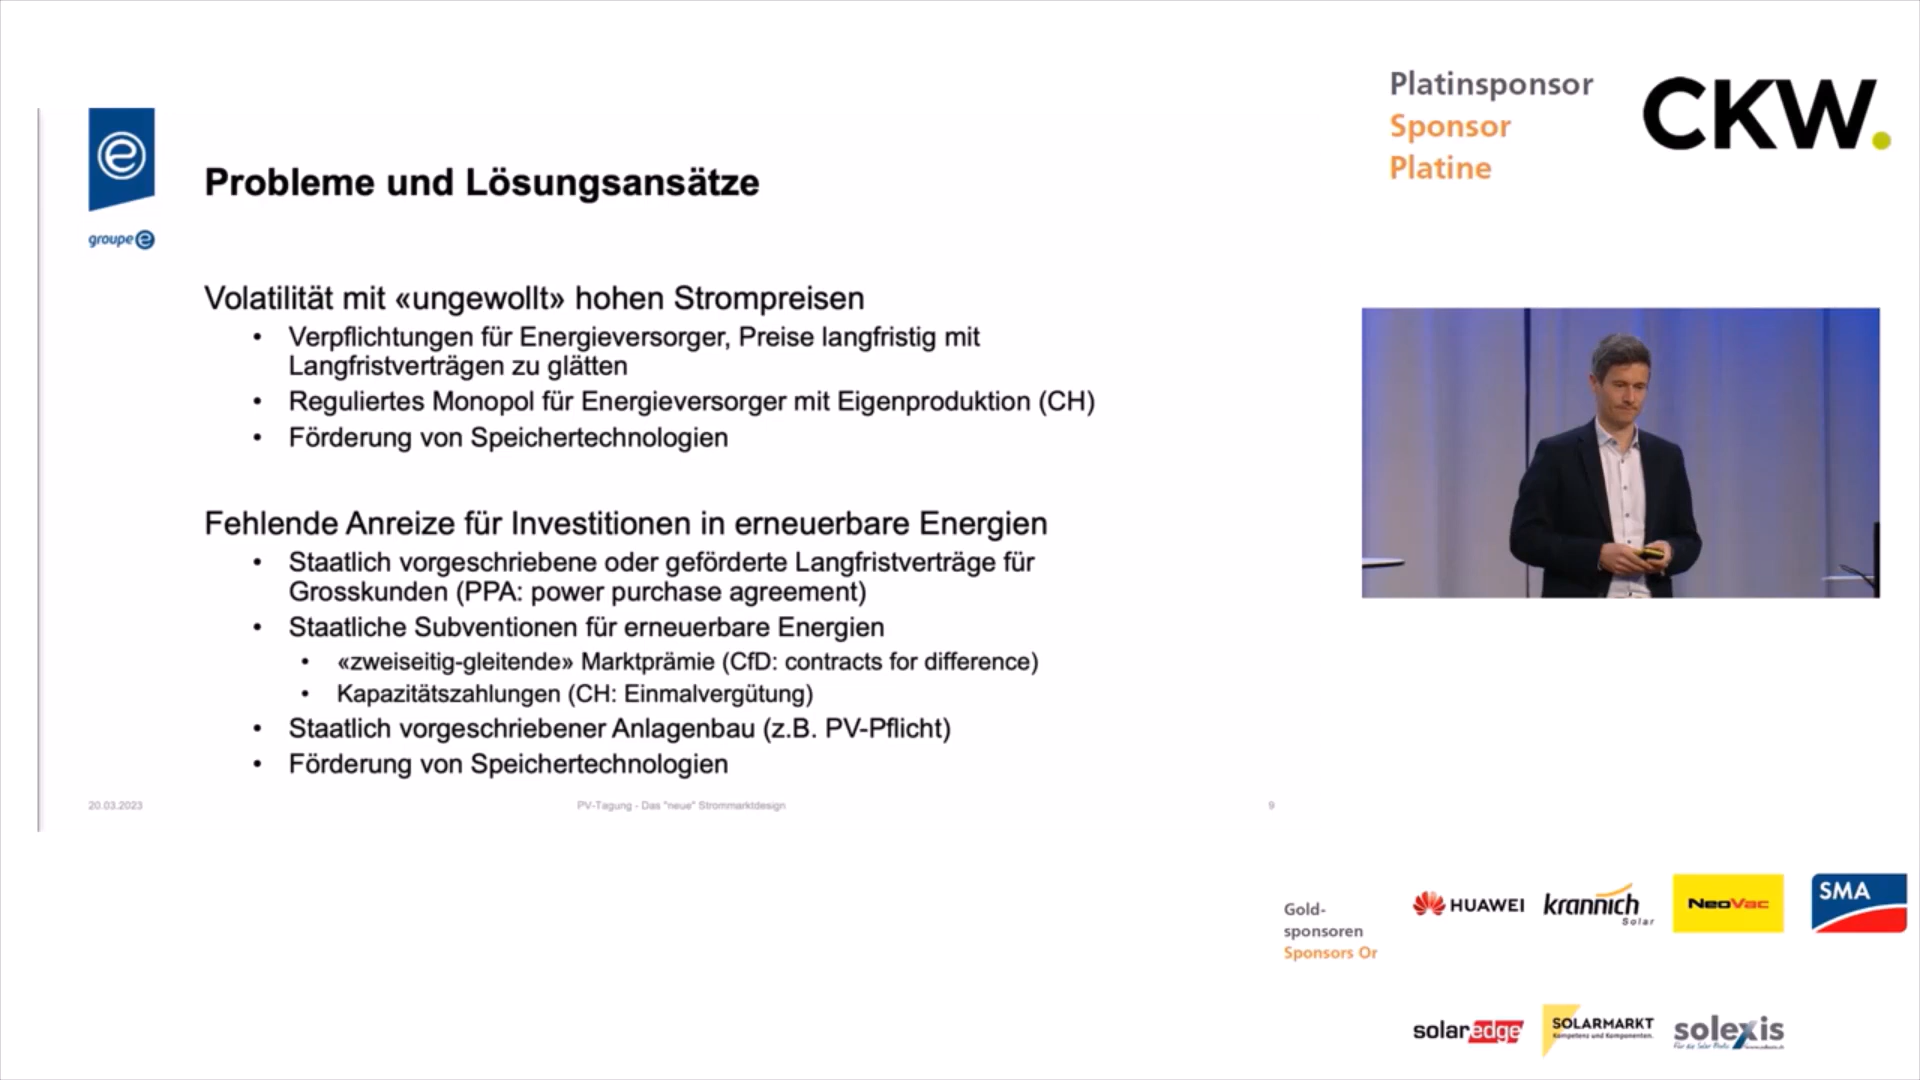 Platinsponsor
Sponsor
Platine
CKW.
e
groupe e
Probleme und Lösungsansätze
Volatilität mit «ungewollt» hohen Strompreisen
• Verpflichtungen für Energieversorger, Preise langfristig mit
Langfristverträgen zu glätten
• Reguliertes Monopol für Energieversorger mit Eigenproduktion (CH)
• Förderung von Speichertechnologien
Fehlende Anreize für Investitionen in erneuerbare Energien
• Staatlich vorgeschriebene oder geförderte Langfristverträge für
Grosskunden (PPA: power purchase agreement)
• Staatliche Subventionen für erneuerbare Energien
• «zweiseitig-gleitende» Marktprämie (CfD: contracts for difference)
• Kapazitätszahlungen (CH: Einmalvergütung)
• Staatlich vorgeschriebener Anlagenbau (z.B. PV-Pflicht)
• Förderung von Speichertechnologien
20.03.2023 PV-Tagung - Das "neue" Strommarktdesign 9
Gold-
sponsoren
Sponsors Or
HUAWEI
krannich
Solar
NeoVac
SMA
solaredge
SOLARMARKT
Kompetenz und Komponenten.
solexis